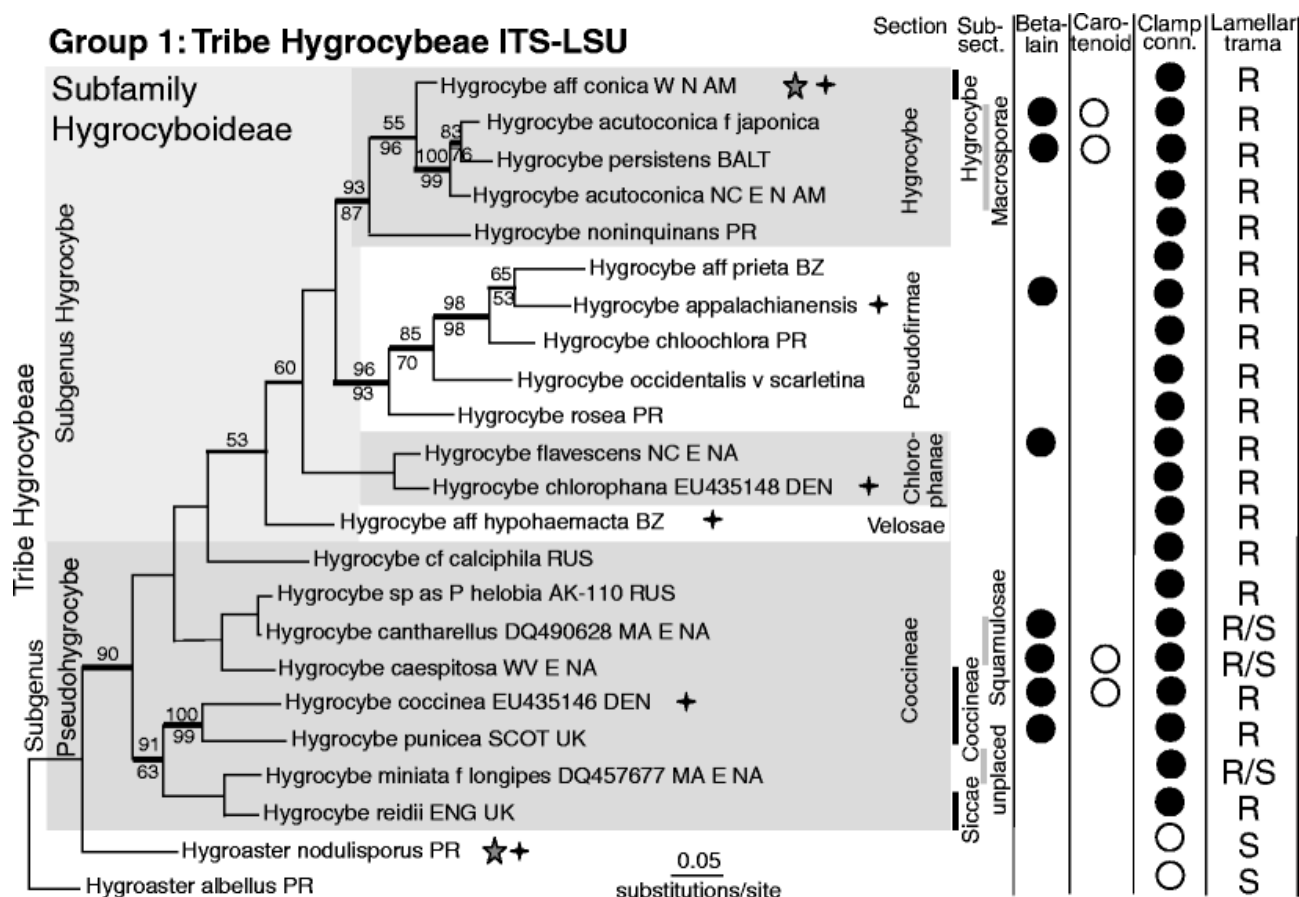 Group 1: Tribe Hygrocybeae ITS-LSU
Section
Sub-
sect.
Beta-
lain
Caro-
tenoid
Clamp
conn.
Lamellar
trama
Subfamily
Hygrocyboideae
Tribe Hygrocybeae
Subgenus Hygrocybe
Subgenus
Pseudohygrocybe
Hygrocybe aff conica W N AM
R
Hygrocybe acutoconica f japonica
R
Hygrocybe persistens BALT
R
Hygrocybe acutoconica NC E N AM
R
Hygrocybe noninquinans PR
R
Hygrocybe aff prieta BZ
R
Hygrocybe appalachianensis
R
Hygrocybe chloochlora PR
R
Hygrocybe occidentalis v scarletina
R
Hygrocybe rosea PR
R
Hygrocybe flavescens NC E NA
R
Hygrocybe chlorophana EU435148 DEN
R
Hygrocybe aff hypohaemacta BZ
R
Hygrocybe cf calciphila RUS
R
Hygrocybe sp as P helobia AK-110 RUS
R
Hygrocybe cantharellus DQ490628 MA E NA
R/S
Hygrocybe caespitosa WV E NA
R/S
Hygrocybe coccinea EU435146 DEN
R
Hygrocybe punicea SCOT UK
R
Hygrocybe miniata f longipes DQ457677 MA E NA
R/S
Hygrocybe reidii ENG UK
R
Hygroaster nodulisporus PR
S
Hygroaster albellus PR
S
55
96
83
76
100
99
93
87
65
53
98
98
85
70
96
93
60
53
90
100
99
91
63
Hygrocybe
Pseudofirmae
Chloro-
phanae
Velosae
Coccineae
Hygrocybe
Macrosporae
Squamulosae
Coccineae
unplaced
Siccae
0.05
substitutions/site